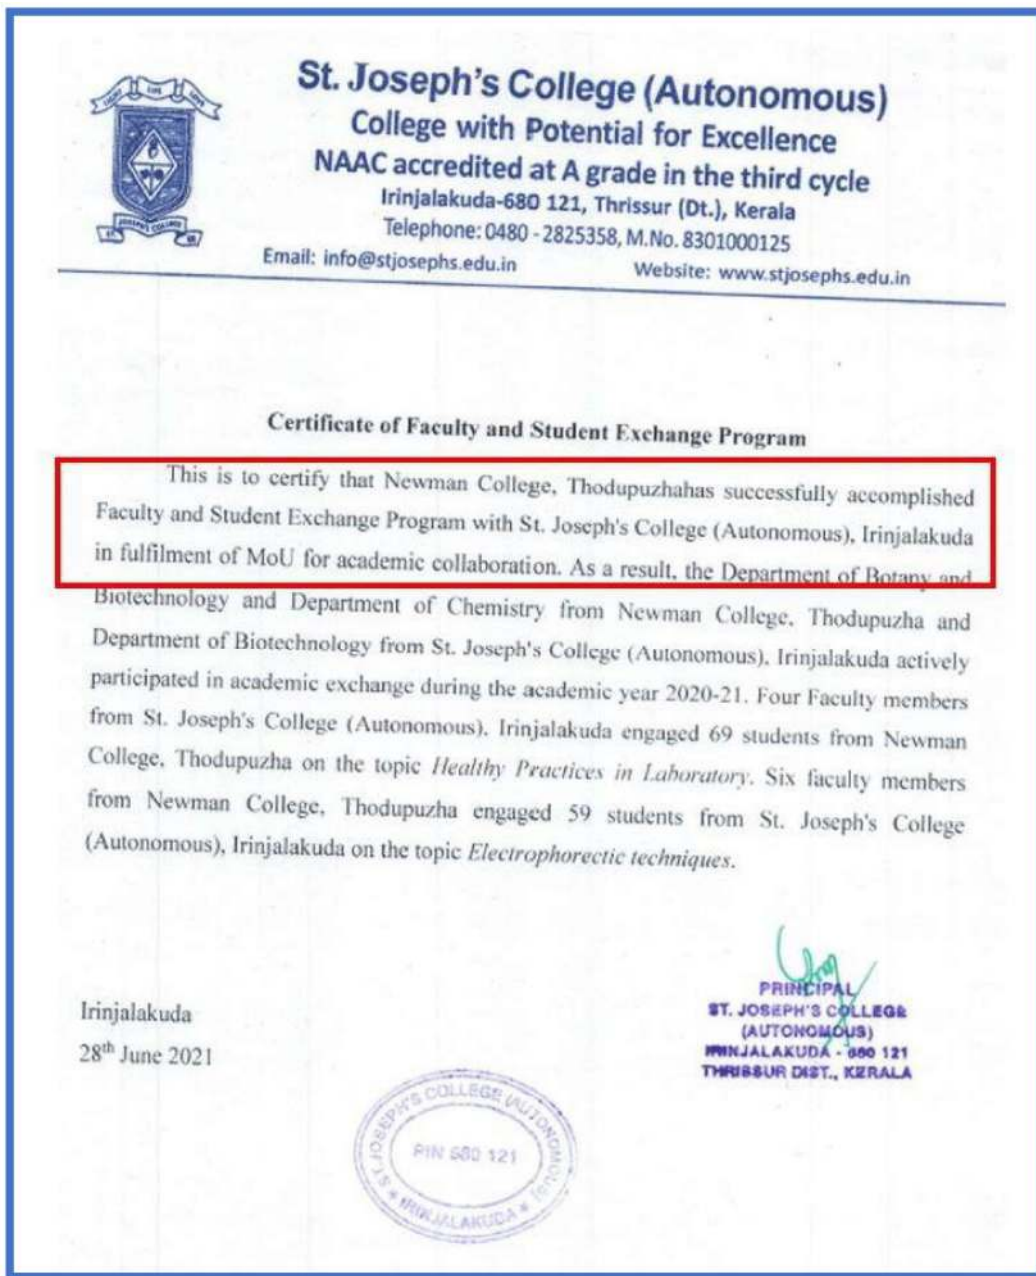 LIGHT LIFE LOVE
JOSEPH'S COLLEGE
St. Joseph's College (Autonomous)
College with Potential for Excellence
NAAC accredited at A grade in the third cycle
Irinjalakuda-680 121, Thrissur (Dt.), Kerala
Telephone: 0480 - 2825358, M.No. 8301000125
Email: info@stjosephs.edu.in Website: www.stjosephs.edu.in
Certificate of Faculty and Student Exchange Program
This is to certify that Newman College, Thodupuzhahas successfully accomplished
Faculty and Student Exchange Program with St. Joseph's College (Autonomous), Irinjalakuda
in fulfilment of MoU for academic collaboration. As a result, the Department of Botany and
Biotechnology and Department of Chemistry from Newman College, Thodupuzha and
Department of Biotechnology from St. Joseph's College (Autonomous), Irinjalakuda actively
participated in academic exchange during the academic year 2020-21. Four Faculty members
from St. Joseph's College (Autonomous), Irinjalakuda engaged 69 students from Newman
College, Thodupuzha on the topic Healthy Practices in Laboratory. Six faculty members
from Newman College, Thodupuzha engaged 59 students from St. Joseph's College
(Autonomous), Irinjalakuda on the topic Electrophorectic techniques.
Irinjalakuda
28th June 2021
PRINCIPAL
ST. JOSEPH'S COLLEGE
(AUTONOMOUS)
IRINJALAKUDA - 680 121
THRISSUR DIST., KERALA
ST. JOSEPH'S COLLEGE (AUTONOMOUS)
PIN 680 121
IRINJALAKUDA